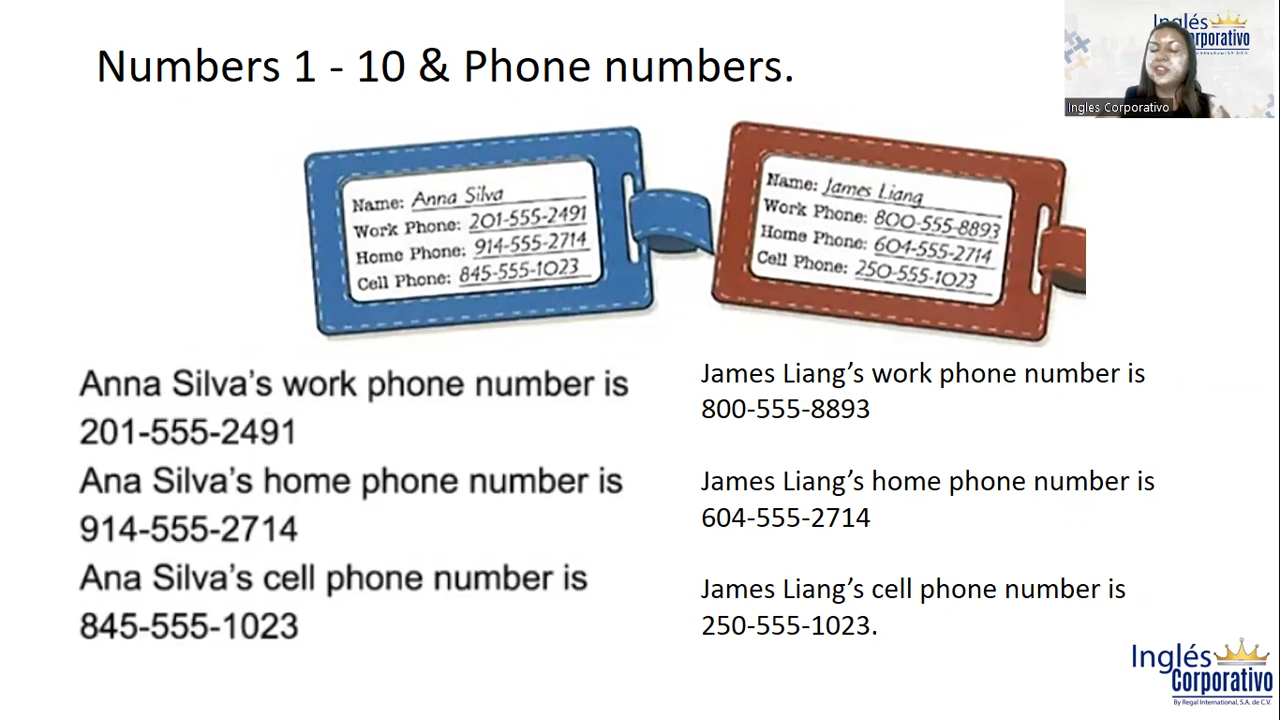 Numbers 1 - 10 & Phone numbers.
Inglés
Corporativo
Ingles Corporativo
Name: Anna Silva
Work Phone: 201-555-2491
Home Phone: 914-555-2714
Cell Phone: 845-555-1023
Name: James Liang
Work Phone: 800-555-8893
Home Phone: 604-555-2714
Cell Phone: 250-555-1023
Anna Silva's work phone number is
201-555-2491
Ana Silva's home phone number is
914-555-2714
Ana Silva's cell phone number is
845-555-1023
James Liang’s work phone number is
800-555-8893
James Liang’s home phone number is
604-555-2714
James Liang’s cell phone number is
250-555-1023.
Inglés
Corporativo
By Regal International, S.A. de C.V.